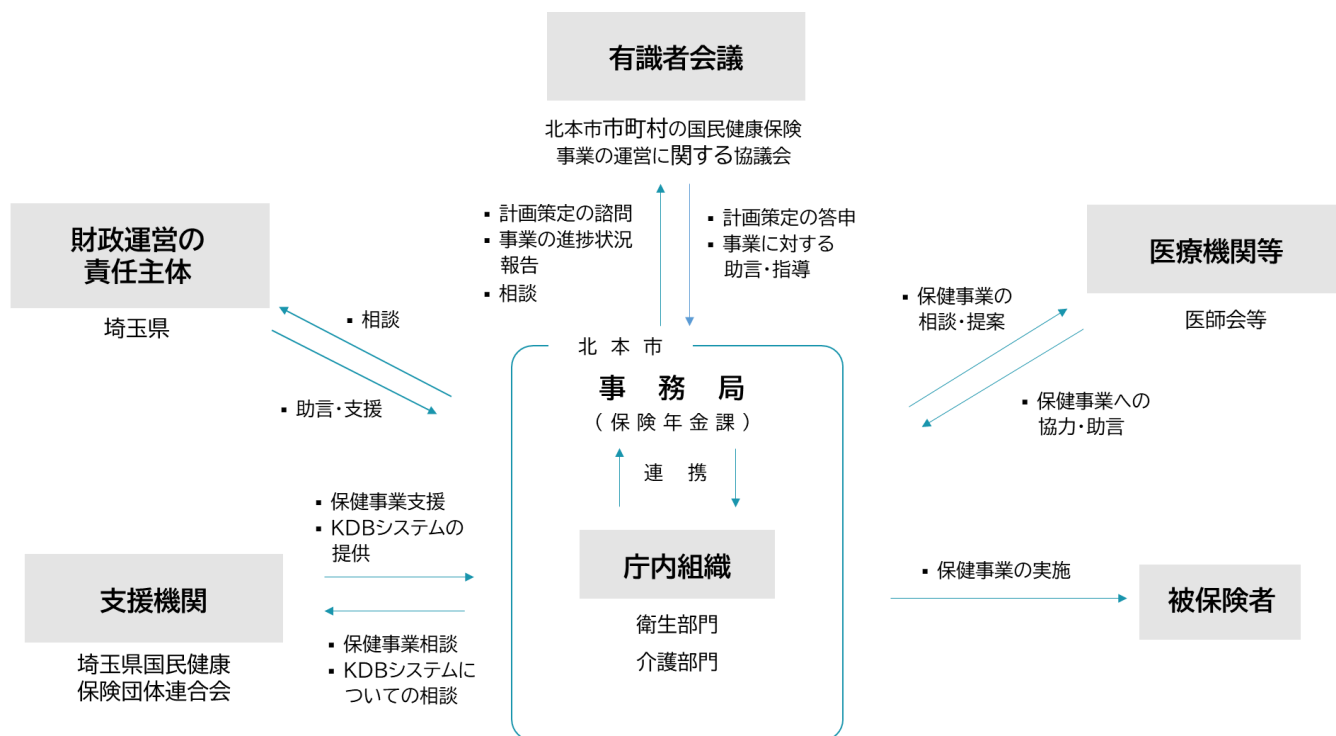 有識者会議
北本市市町村の国民健康保険
事業の運営に関する協議会
▪ 計画策定の諮問
▪ 事業の進捗状況
報告
▪ 相談
▪ 計画策定の答申
▪ 事業に対する
助言・指導
財政運営の
責任主体
埼玉県
▪ 相談
▪ 助言・支援
医療機関等
医師会等
▪ 保健事業の
相談・提案
▪ 保健事業への
協力・助言
北本市
事務局
(保険年金課)
連携
庁内組織
衛生部門
介護部門
▪ 保健事業支援
▪ KDBシステムの
提供
支援機関
埼玉県国民健康
保険団体連合会
▪ 保健事業相談
▪ KDBシステムに
ついての相談
▪ 保健事業の実施
被保険者